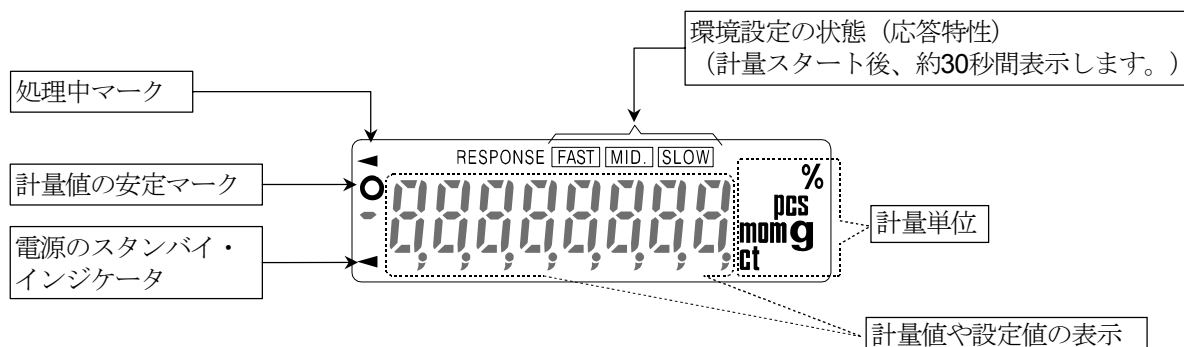 環境設定の状態（応答特性）
（計量スタート後、約30秒間表示します。）
処理中マーク
RESPONSE FAST MID. SLOW
計量値の安定マーク
%
pcs
mom g
ct
計量単位
電源のスタンバイ・
インジケータ
計量値や設定値の表示